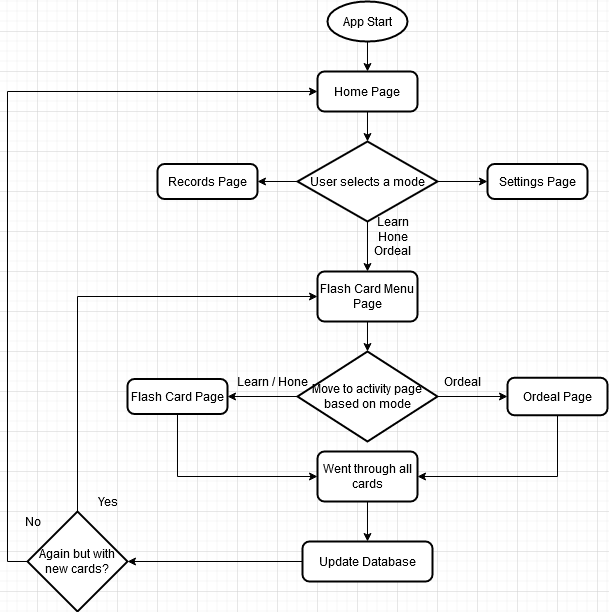 App Start
Home Page
Records Page
User selects a mode
Settings Page
Learn
Hone
Ordeal
Flash Card Menu
Page
Learn / Hone
Move to activity page
based on mode
Ordeal
Flash Card Page
Ordeal Page
Went through all
cards
Yes
No
Again but with
new cards?
Update Database